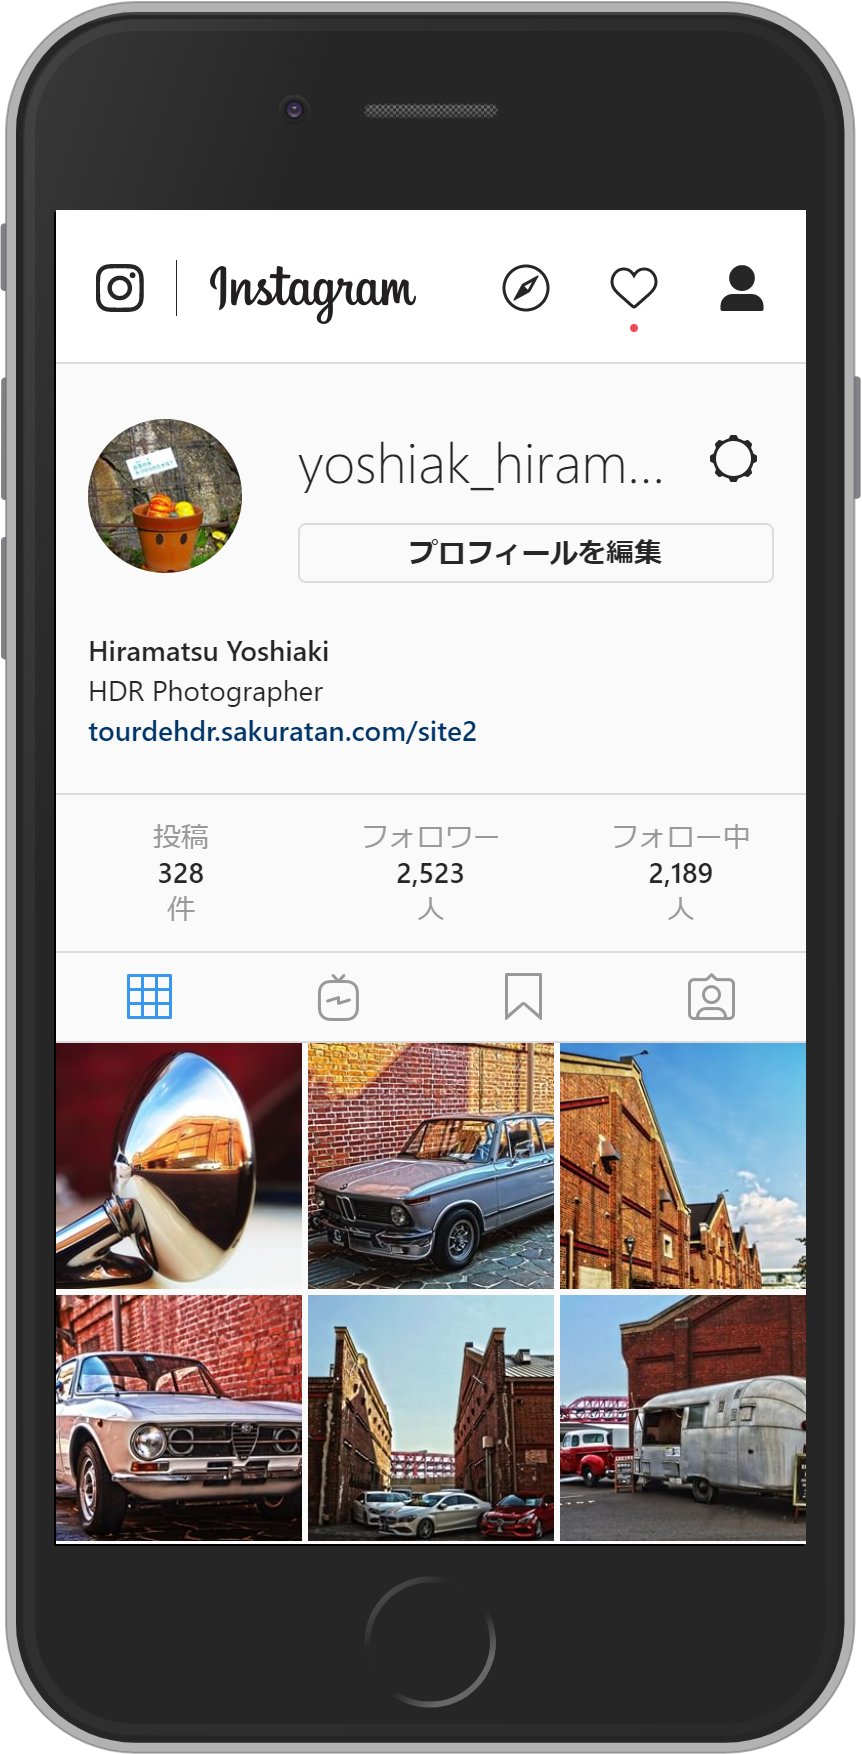 Instagram
yoshiak_hiram...
プロフィールを編集
Hiramatsu Yoshiaki
HDR Photographer
tourdehdr.sakuratan.com/site2
投稿 フォロワー フォロー中
328 2,523 2,189
件 人 人